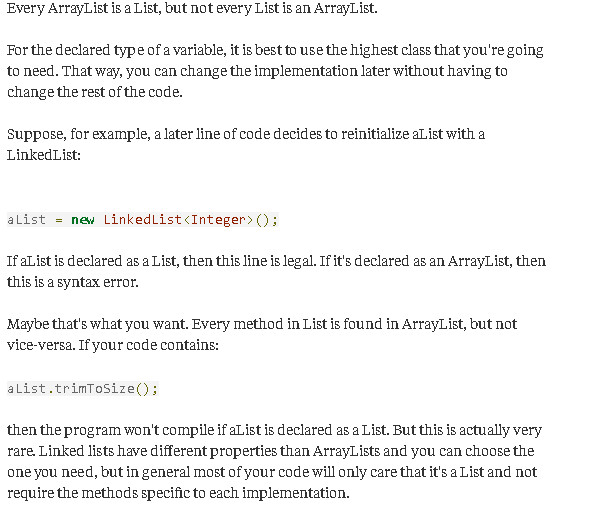 Every ArrayList is a List, but not every List is an ArrayList.
For the declared type of a variable, it is best to use the highest class that you're going
to need. That way, you can change the implementation later without having to
change the rest of the code.
Suppose, for example, a later line of code decides to reinitialize aList with a
LinkedList:
aList = new LinkedList<Integer>();
If aList is declared as a List, then this line is legal. If it's declared as an ArrayList, then
this is a syntax error.
Maybe that's what you want. Every method in List is found in ArrayList, but not
vice-versa. If your code contains:
aList.trimToSize();
then the program won't compile if aList is declared as a List. But this is actually very
rare. Linked lists have different properties than ArrayLists and you can choose the
one you need, but in general most of your code will only care that it's a List and not
require the methods specific to each implementation.